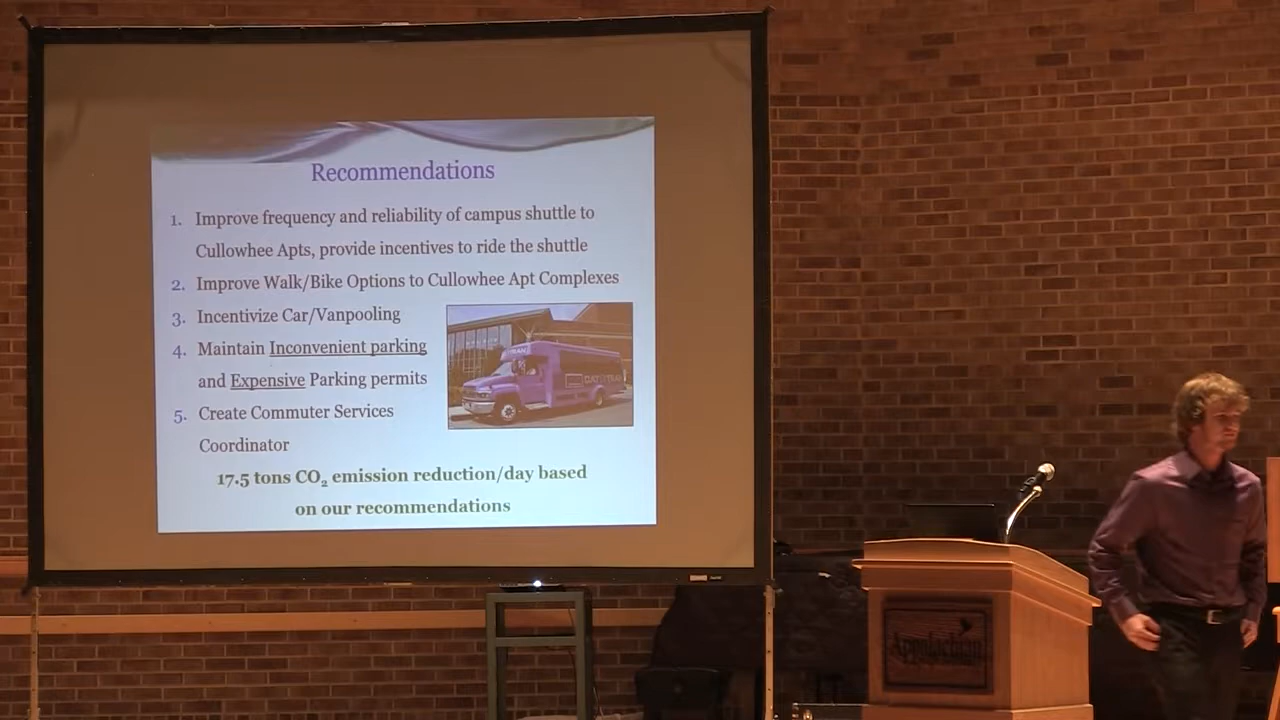 Recommendations
1. Improve frequency and reliability of campus shuttle to
Cullowhee Apts, provide incentives to ride the shuttle
2. Improve Walk/Bike Options to Cullowhee Apt Complexes
3. Incentivize Car/Vanpooling
4. Maintain Inconvenient parking
and Expensive Parking permits
5. Create Commuter Services
Coordinator
17.5 tons CO₂ emission reduction/day based
on our recommendations
Appalachian